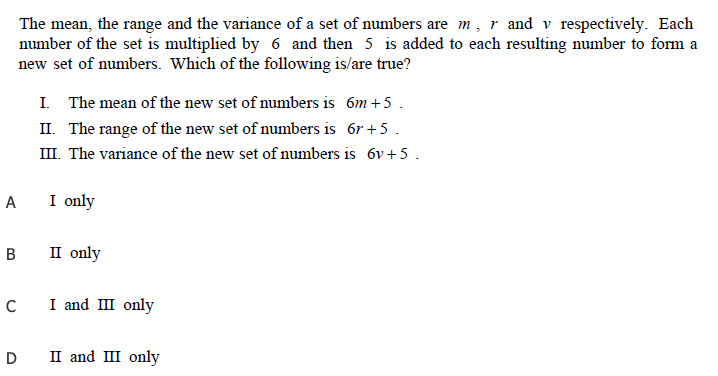 The mean, the range and the variance of a set of numbers are m , r and v respectively. Each
number of the set is multiplied by 6 and then 5 is added to each resulting number to form a
new set of numbers. Which of the following is/are true?
I. The mean of the new set of numbers is 6m + 5 .
II. The range of the new set of numbers is 6r + 5 .
III. The variance of the new set of numbers is 6v + 5 .
A I only
B II only
C I and III only
D II and III only